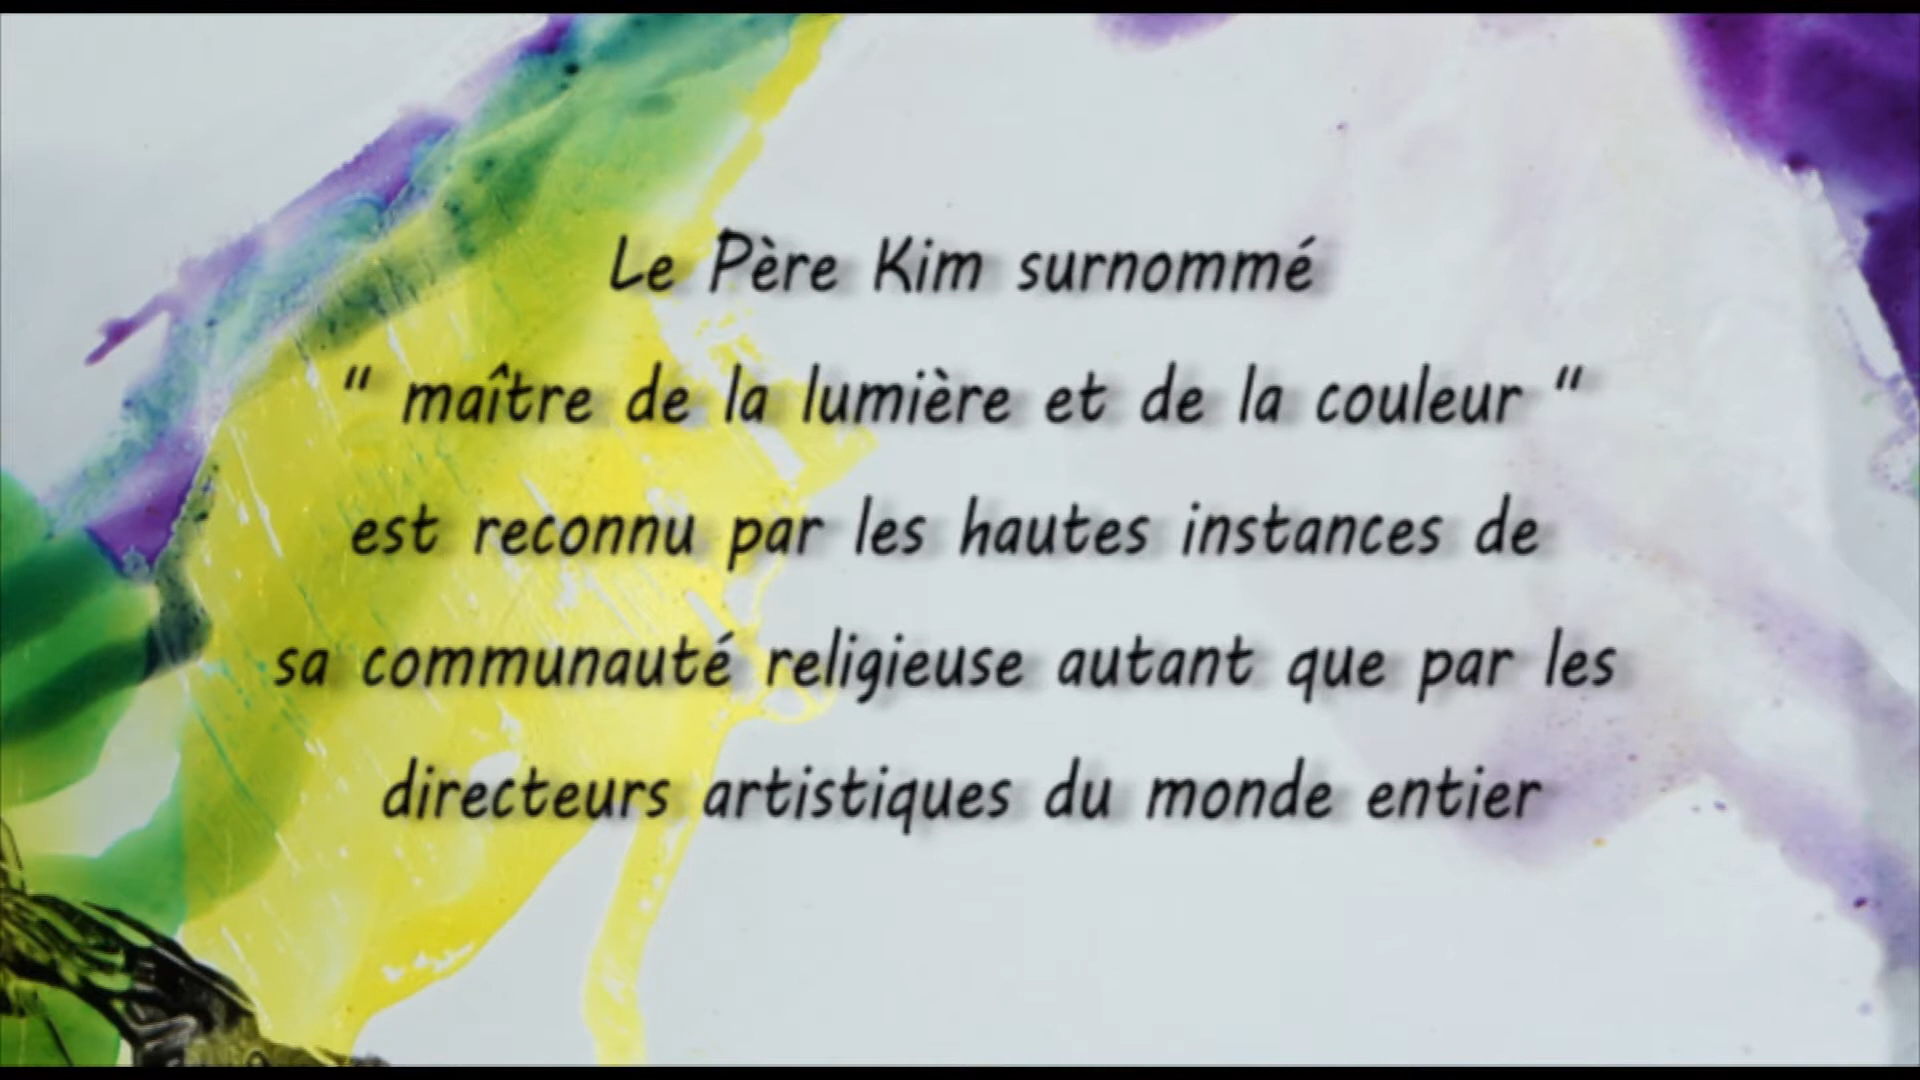 Le Père Kim surnommé
“ maître de la lumière et de la couleur “
est reconnu par les hautes instances de
sa communauté religieuse autant que par les
directeurs artistiques du monde entier